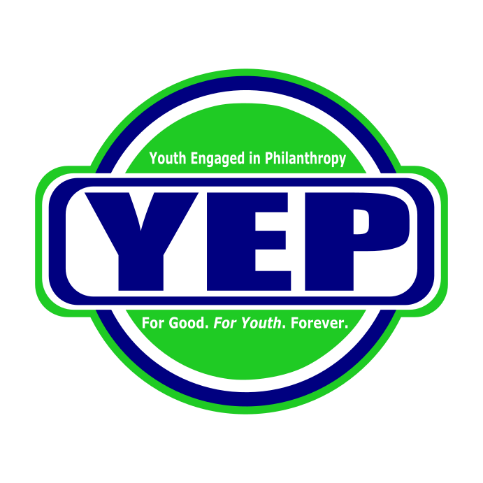 Youth Engaged in Philanthropy
YEP
For Good. For Youth. Forever.